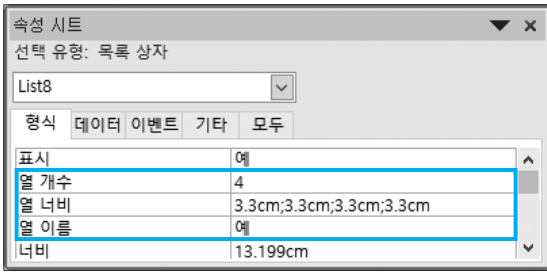 속성 시트
선택 유형: 목록 상자
List8
형식 데이터 이벤트 기타 모두
표시 예
열 개수 4
열 너비 3.3cm;3.3cm;3.3cm;3.3cm
열 이름 예
너비 13.199cm